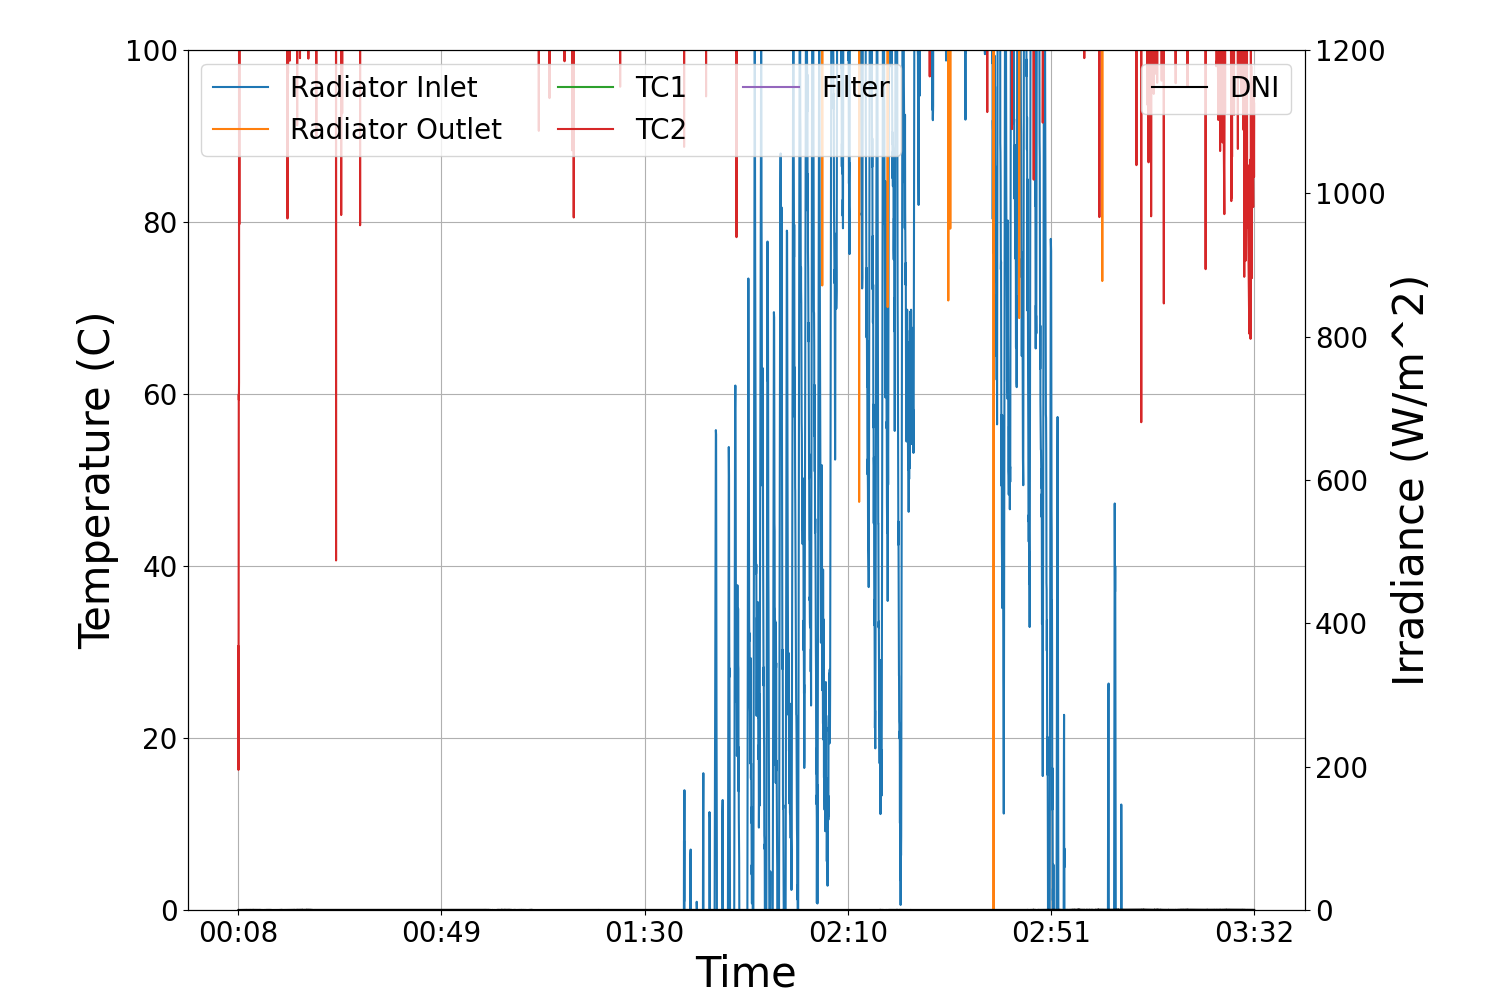 Radiator Inlet
Radiator Outlet
TC1
TC2
Filter
DNI
100
80
60
40
20
0
Temperature (C)
1200
1000
800
600
400
200
0
Irradiance (W/m^2)
00:08 00:49 01:30 02:10 02:51 03:32
Time